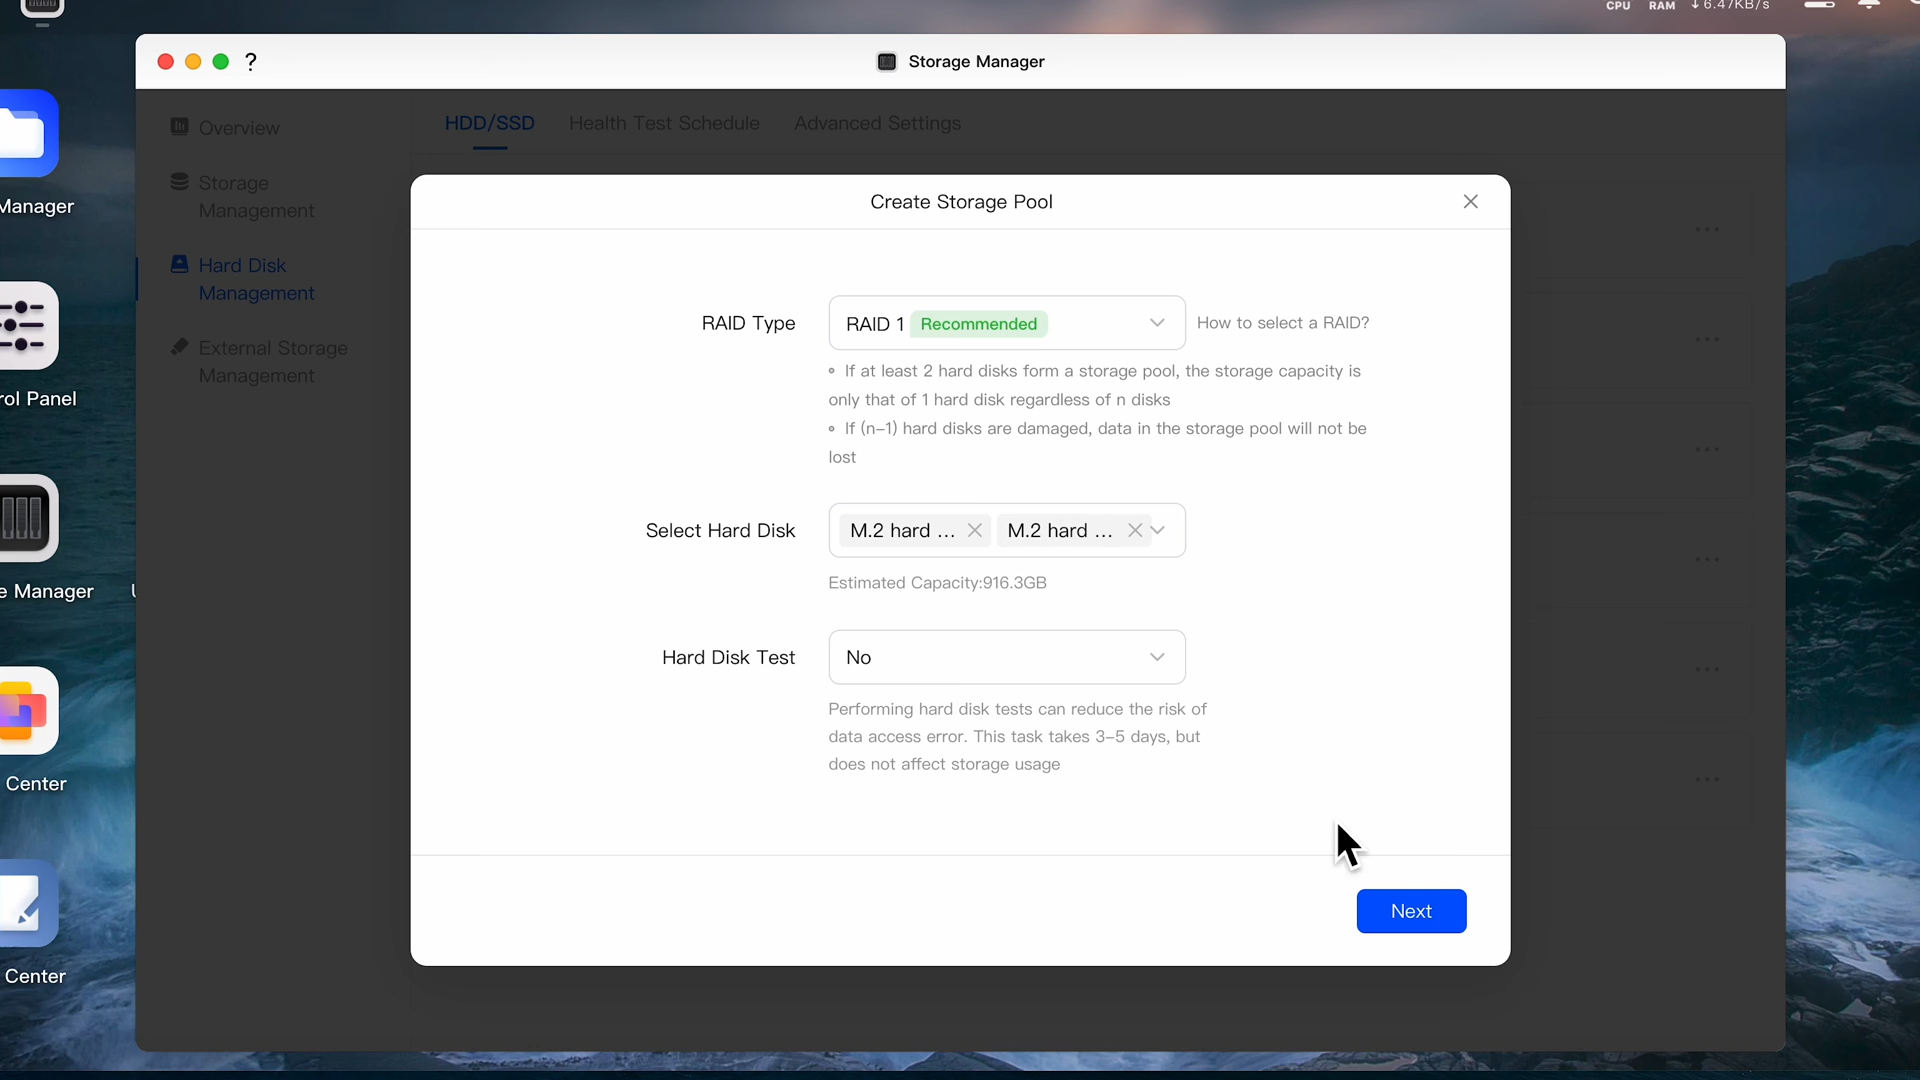 CPU RAM ↓6.47KB/s
? Storage Manager
Manager
rol Panel
e Manager
Center
Center
Overview
Storage
Management
Hard Disk
Management
External Storage
Management
HDD/SSD Health Test Schedule Advanced Settings
Create Storage Pool
RAID Type RAID 1 Recommended How to select a RAID?
• If at least 2 hard disks form a storage pool, the storage capacity is
only that of 1 hard disk regardless of n disks
• If (n-1) hard disks are damaged, data in the storage pool will not be
lost
Select Hard Disk M.2 hard ... M.2 hard ...
Estimated Capacity:916.3GB
Hard Disk Test No
Performing hard disk tests can reduce the risk of
data access error. This task takes 3-5 days, but
does not affect storage usage
Next